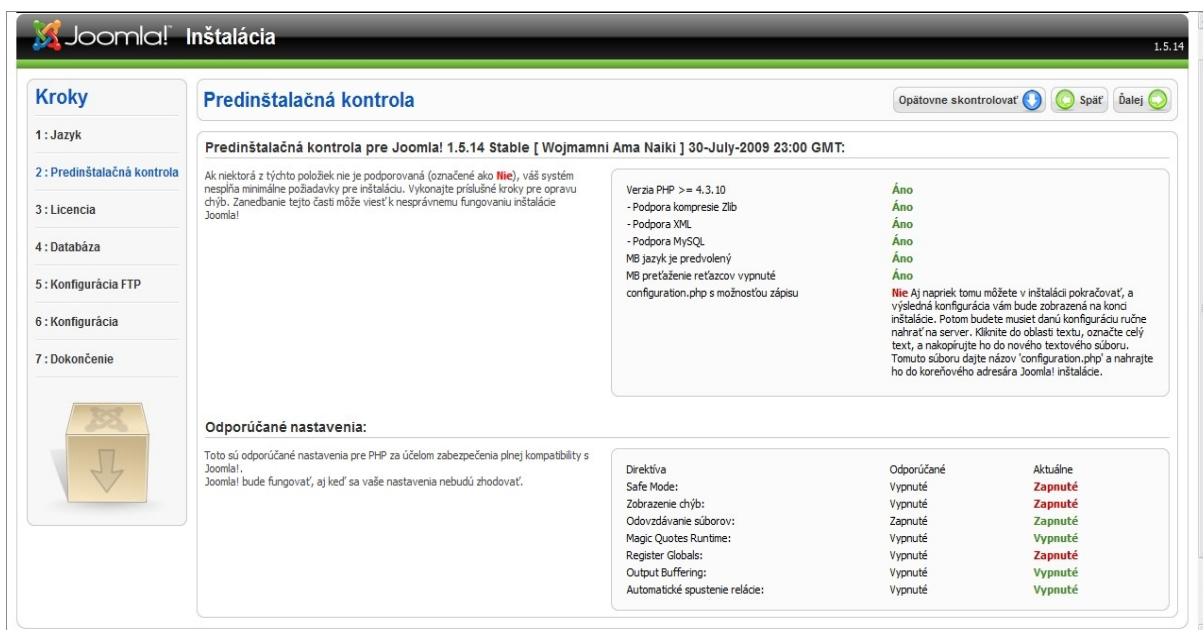 Joomla!™ Inštalácia
1.5.14
Kroky
1 : Jazyk
2 : Predinštalačná kontrola
3 : Licencia
4 : Databáza
5 : Konfigurácia FTP
6 : Konfigurácia
7 : Dokončenie
Predinštalačná kontrola
Opätovne skontrolovať Späť Ďalej
Predinštalačná kontrola pre Joomla! 1.5.14 Stable [ Wojmamni Ama Naiki ] 30-July-2009 23:00 GMT:
Ak niektorá z týchto položiek nie je podporovaná (označené ako Nie), váš systém
nespĺňa minimálne požiadavky pre inštaláciu. Vykonajte príslušné kroky pre opravu
chýb. Zanedbanie tejto časti môže viesť k nesprávnemu fungovaniu inštalácie
Joomla!
Verzia PHP >= 4.3.10 Áno
- Podpora kompresie Zlib Áno
- Podpora XML Áno
- Podpora MySQL Áno
MB jazyk je predvolený Áno
MB preťaženie reťazcov vypnuté Áno
configuration.php s možnosťou zápisu Nie Aj napriek tomu môžete v inštalácii pokračovať, a
výsledná konfigurácia vám bude zobrazená na konci
inštalácie. Potom budete musiet danú konfiguráciu ručne
nahrať na server. Kliknite do oblasti textu, označte celý
text, a nakopírujte ho do nového textového súboru.
Tomuto súboru dajte názov 'configuration.php' a nahrajte
ho do koreňového adresára Joomla! inštalácie.
Odporúčané nastavenia:
Toto sú odporúčané nastavenia pre PHP za účelom zabezpečenia plnej kompatibility s
Joomla!.
Joomla! bude fungovať, aj keď sa vaše nastavenia nebudú zhodovať.
Direktíva Odporúčané Aktuálne
Safe Mode: Vypnuté Zapnuté
Zobrazenie chýb: Vypnuté Zapnuté
Odovzdávanie súborov: Zapnuté Zapnuté
Magic Quotes Runtime: Vypnuté Vypnuté
Register Globals: Vypnuté Zapnuté
Output Buffering: Vypnuté Vypnuté
Automatické spustenie relácie: Vypnuté Vypnuté